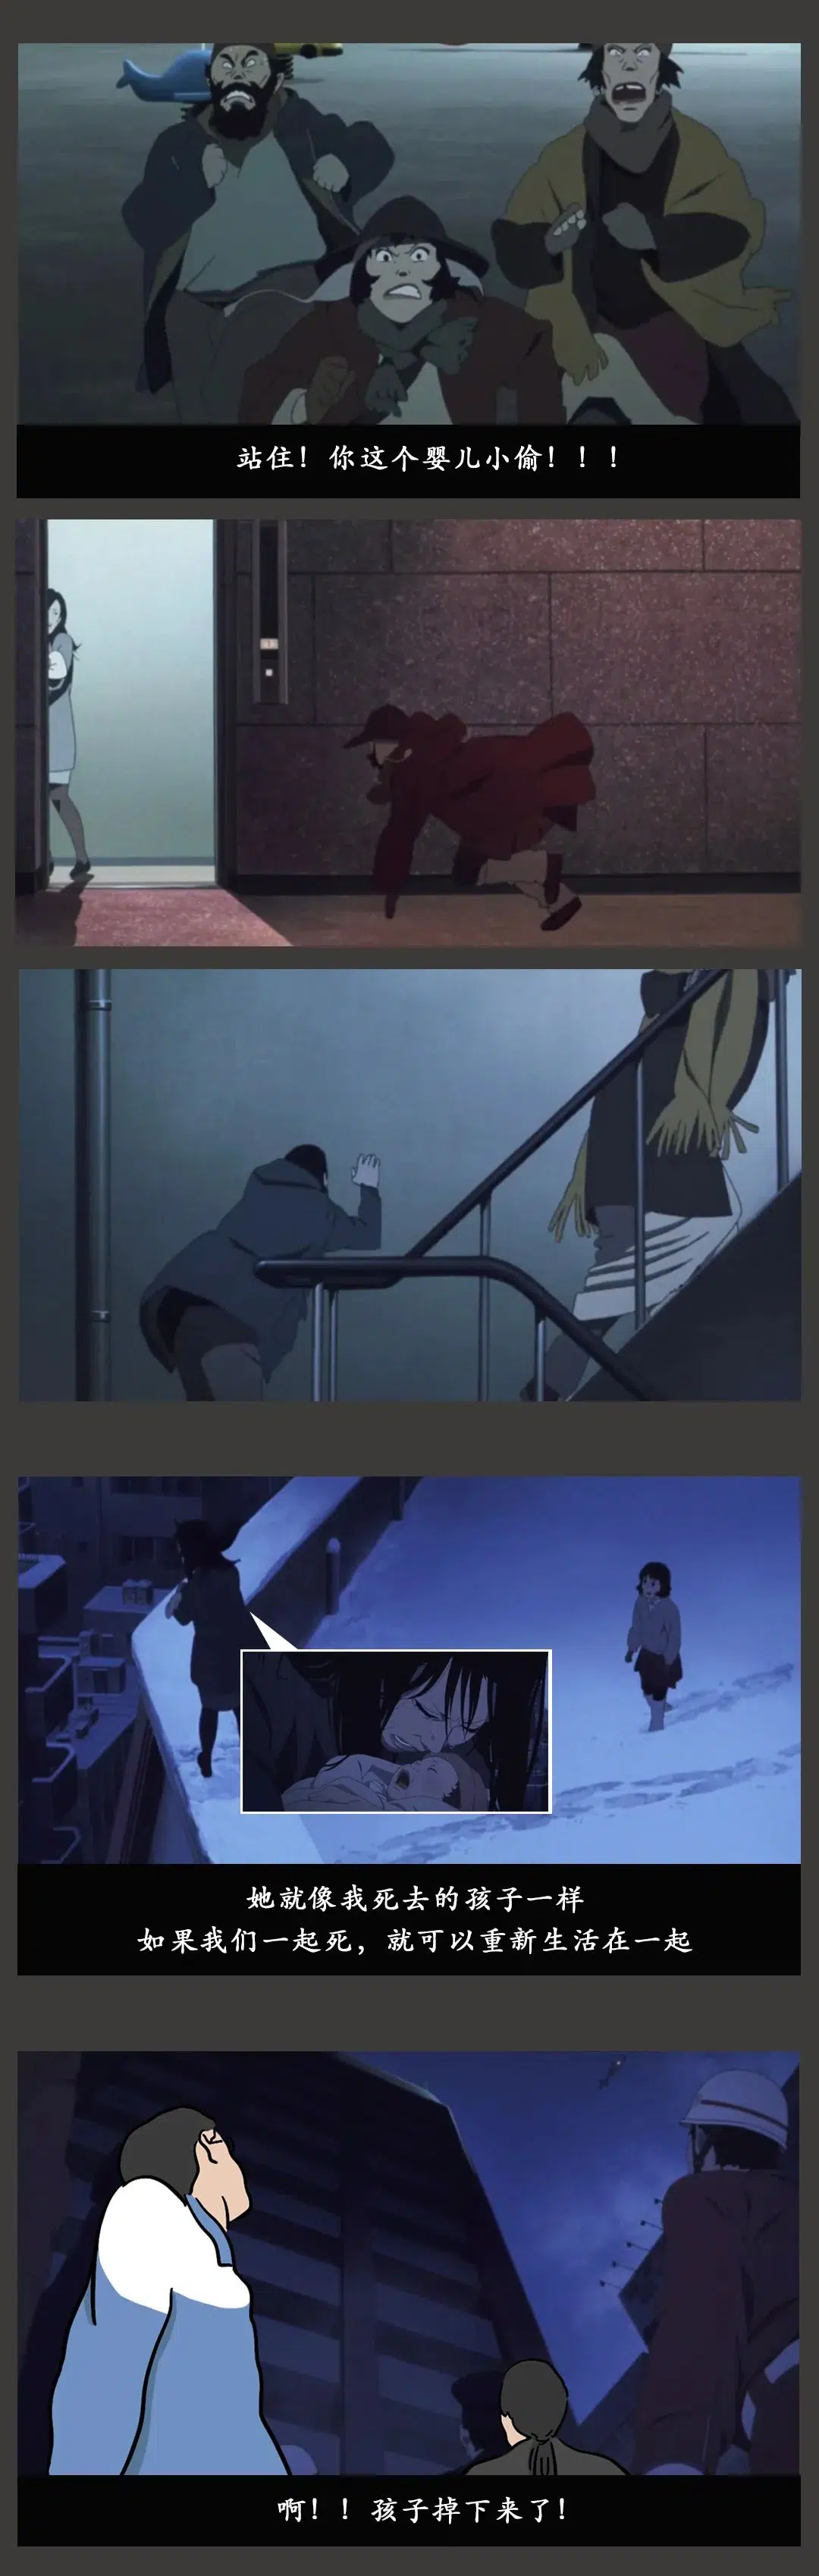 站住！你这个婴儿小偷！！！
她就像我死去的孩子一样
如果我们一起死，就可以重新生活在一起
啊！！孩子掉下来了！